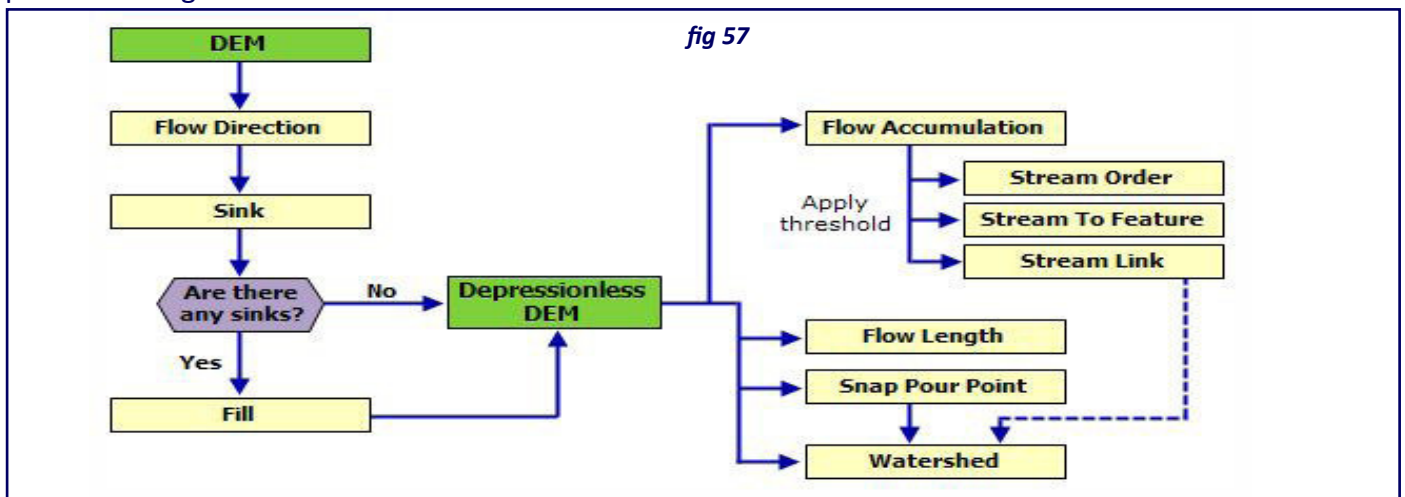 fig 57
DEM
Flow Direction
Sink
Are there
any sinks?
No
Yes
Fill
Depressionless
DEM
Flow Accumulation
Apply
threshold
Stream Order
Stream To Feature
Stream Link
Flow Length
Snap Pour Point
Watershed